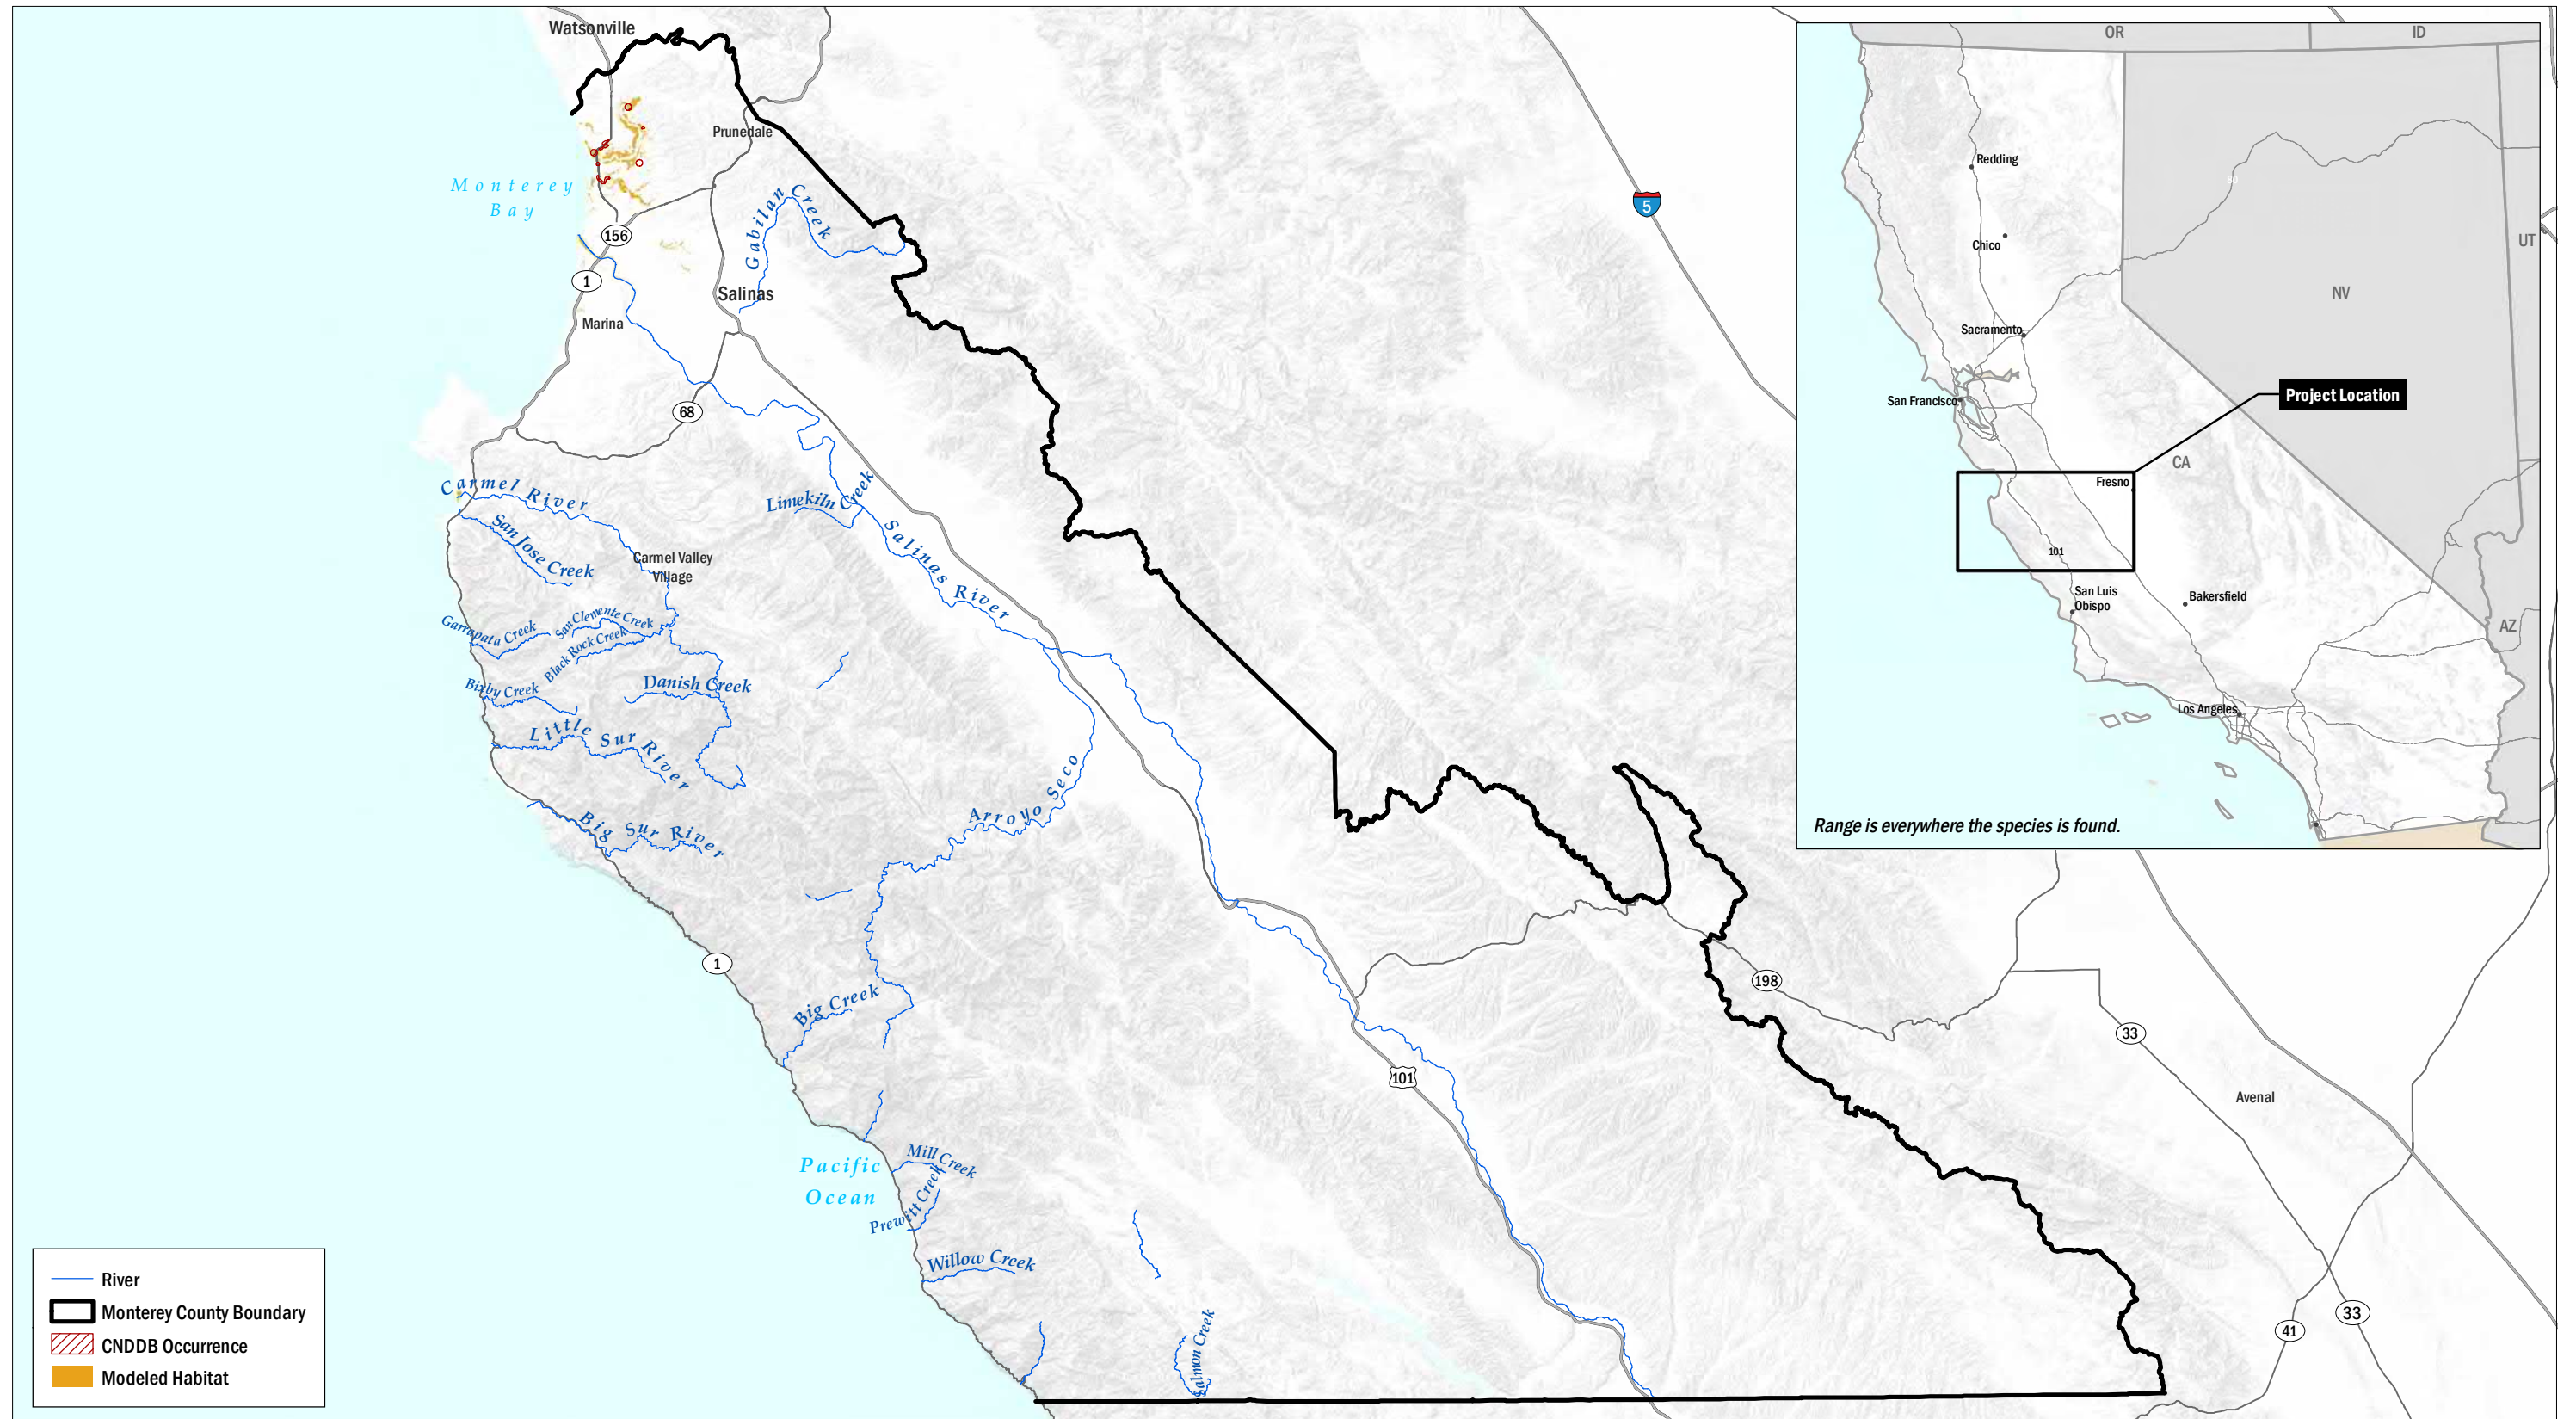 Watsonville
Prunedale
Monterey
Bay
156
1
Marina
Gabilan Creek
Salinas
68
5
Carmel River
San Jose Creek
Limekiln Creek
Salinas River
Carmel Valley
Village
Garrapata Creek
San Clemente Creek
Black Rock Creek
Bixby Creek
Danish Creek
Little Sur River
Big Sur River
Arroyo Seco
1
Big Creek
101
198
33
Avenal
Pacific
Ocean
Mill Creek
Prewitt Creek
Willow Creek
Salmon Creek
41
33
OR
ID
Redding
80
Chico
UT
NV
Sacramento
San Francisco
Project Location
CA
Fresno
101
San Luis
Obispo
Bakersfield
AZ
Los Angeles
Range is everywhere the species is found.
River
Monterey County Boundary
CNDDB Occurrence
Modeled Habitat